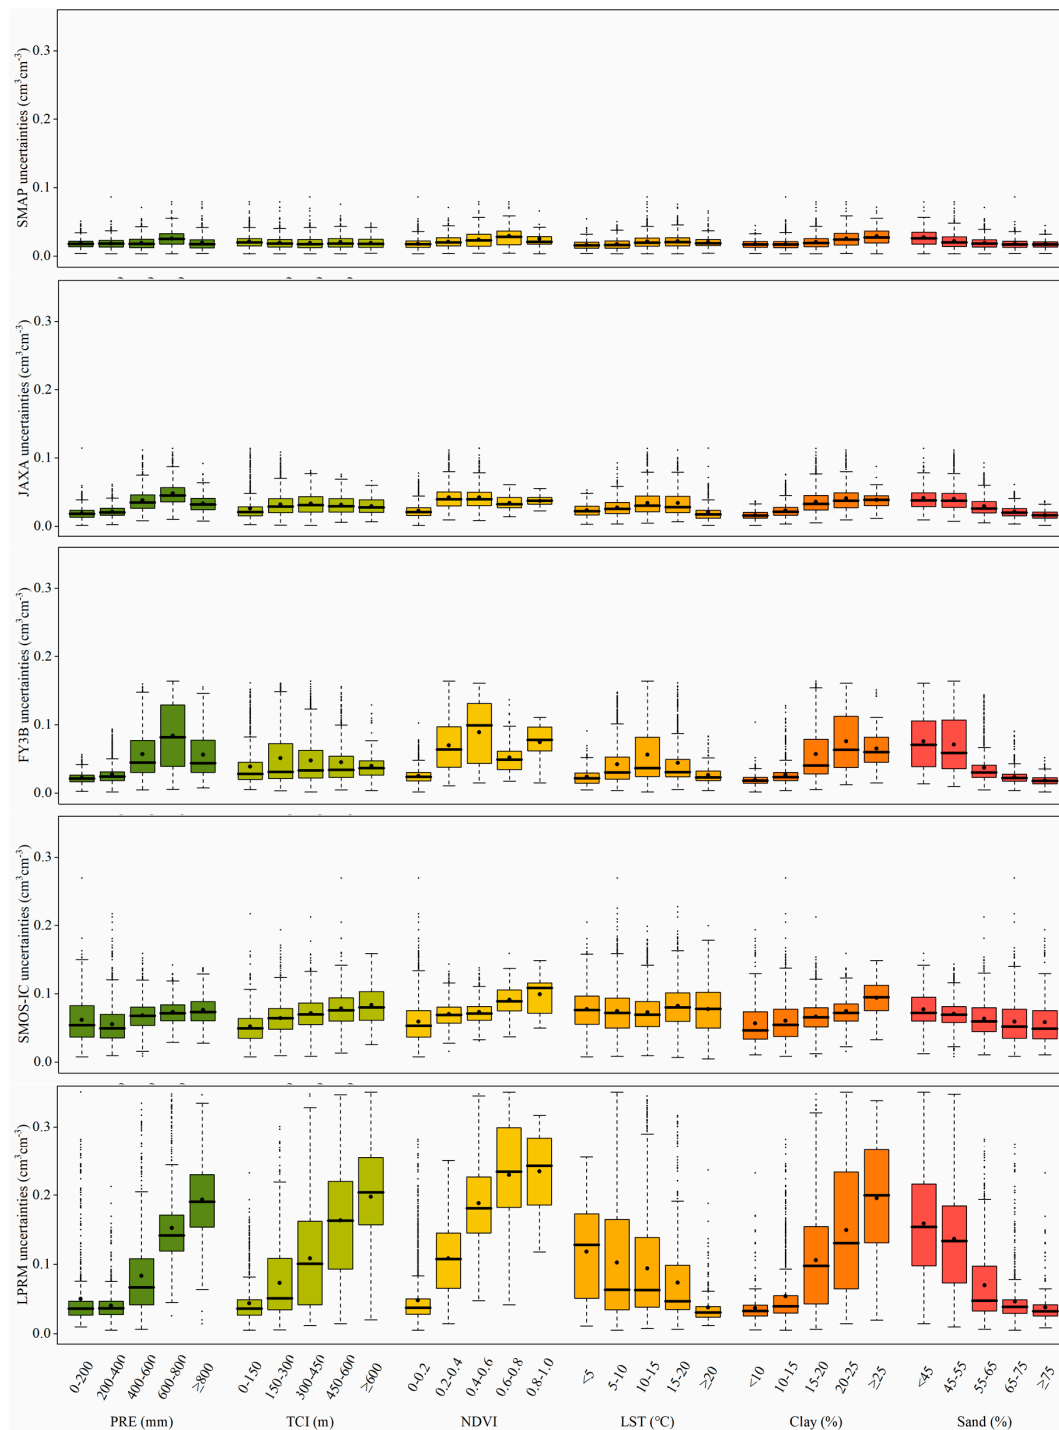 SMAP uncertainties (cm³cm⁻³)
0.3
0.2
0.1
0.0
JAXA uncertainties (cm³cm⁻³)
0.3
0.2
0.1
0.0
FY3B uncertainties (cm³cm⁻³)
0.3
0.2
0.1
0.0
SMOS-IC uncertainties (cm³cm⁻³)
0.3
0.2
0.1
0.0
LPRM uncertainties (cm³cm⁻³)
0.3
0.2
0.1
0.0
0-200 200-400 400-600 600-800 ≥800 0-150 150-300 300-450 450-600 ≥600 0-0.2 0.2-0.4 0.4-0.6 0.6-0.8 0.8-1.0 <5 5-10 10-15 15-20 ≥20 <10 10-15 15-20 20-25 ≥25 <45 45-55 55-65 65-75 ≥75
PRE (mm) TCI (m) NDVI LST (℃) Clay (%) Sand (%)